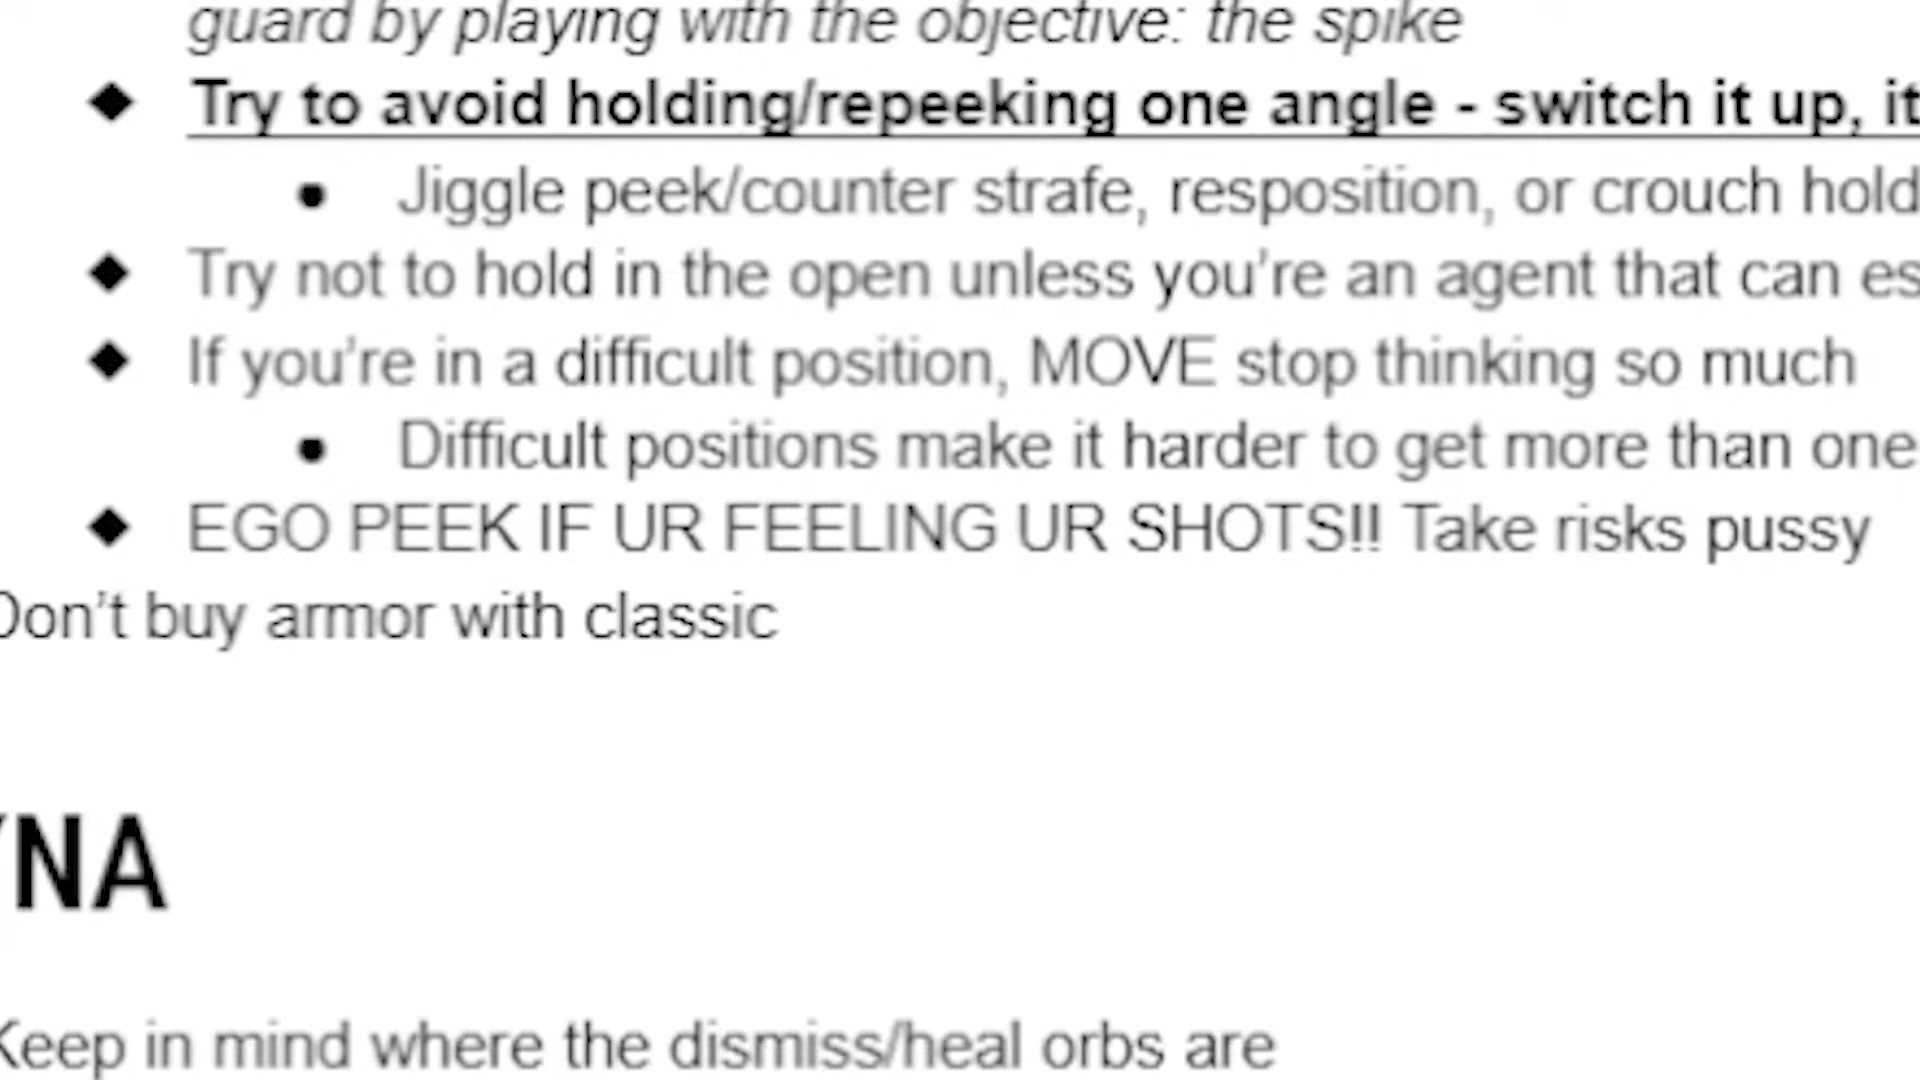 guard by playing with the objective: the spike
Try to avoid holding/repeeking one angle - switch it up, it
Jiggle peek/counter strafe, resposition, or crouch hold
Try not to hold in the open unless you're an agent that can es
If you're in a difficult position, MOVE stop thinking so much
Difficult positions make it harder to get more than one
EGO PEEK IF UR FEELING UR SHOTS!! Take risks pussy
Don't buy armor with classic
YNA
Keep in mind where the dismiss/heal orbs are